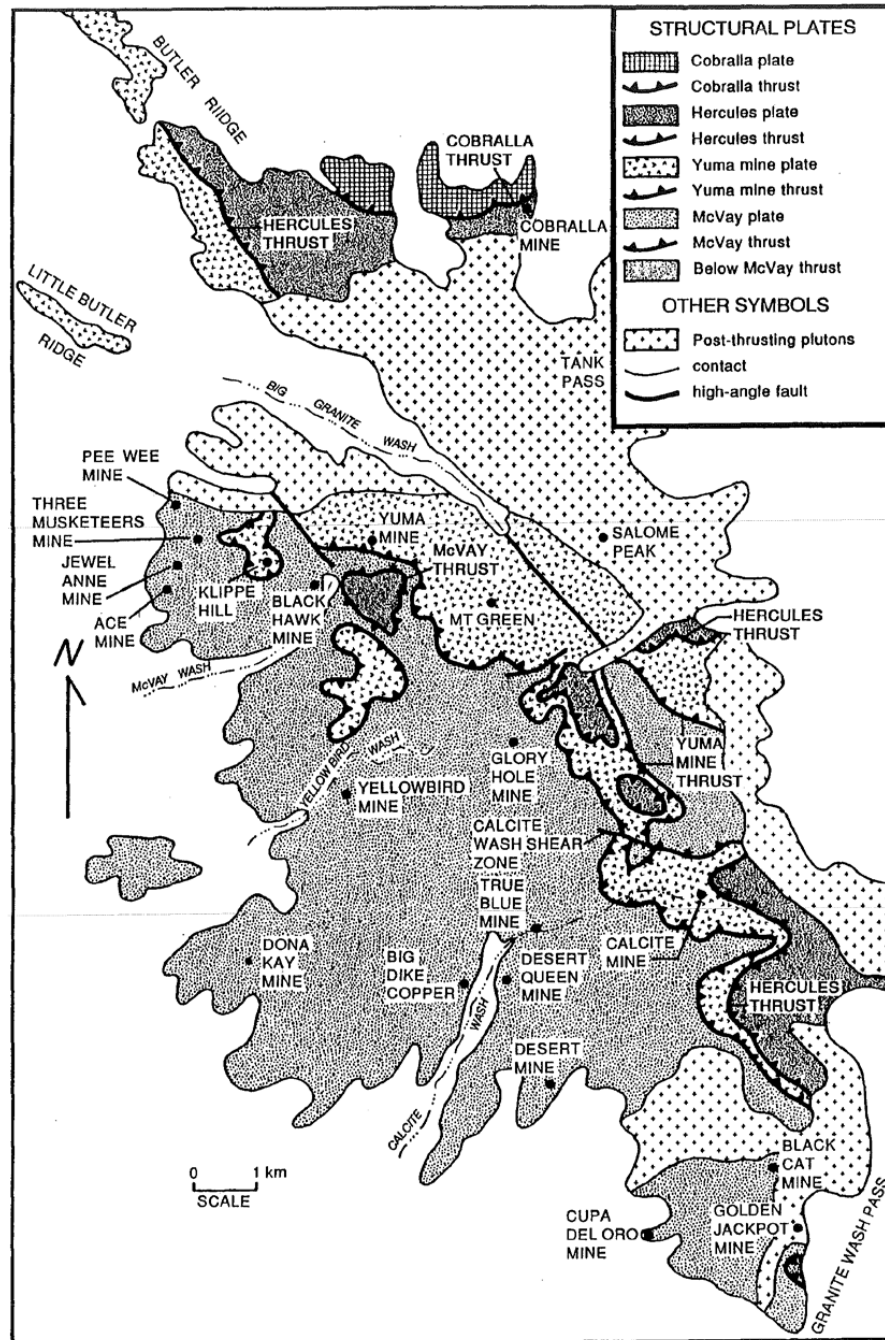 STRUCTURAL PLATES
Cobralla plate
Cobralla thrust
Hercules plate
Hercules thrust
Yuma mine plate
Yuma mine thrust
McVay plate
McVay thrust
Below McVay thrust
OTHER SYMBOLS
Post-thrusting plutons
contact
high-angle fault
BUTLER RIIDGE
COBRALLA
THRUST
HERCULES
THRUST
COBRALLA
MINE
LITTLE BUTLER
RIDGE
TANK
PASS
BIG GRANITE WASH
PEE WEE
MINE
THREE
MUSKETEERS
MINE
JEWEL
ANNE
MINE
ACE
MINE
KLIPPE
HILL
BLACK
HAWK
MINE
YUMA
MINE
McVAY
THRUST
MT GREEN
SALOME
PEAK
HERCULES
THRUST
N
McVAY WASH
YELLOW BIRD WASH
YELLOWBIRD
MINE
GLORY
HOLE
MINE
YUMA
MINE
THRUST
CALCITE
WASH SHEAR
ZONE
TRUE
BLUE
MINE
CALCITE
MINE
DONA
KAY
MINE
BIG
DIKE
COPPER
DESERT
QUEEN
MINE
HERCULES
THRUST
DESERT
MINE
CALCITE WASH
0 1 km
SCALE
BLACK
CAT
MINE
CUPA
DEL ORO
MINE
GOLDEN
JACKPOT
MINE
GRANITE WASH PASS